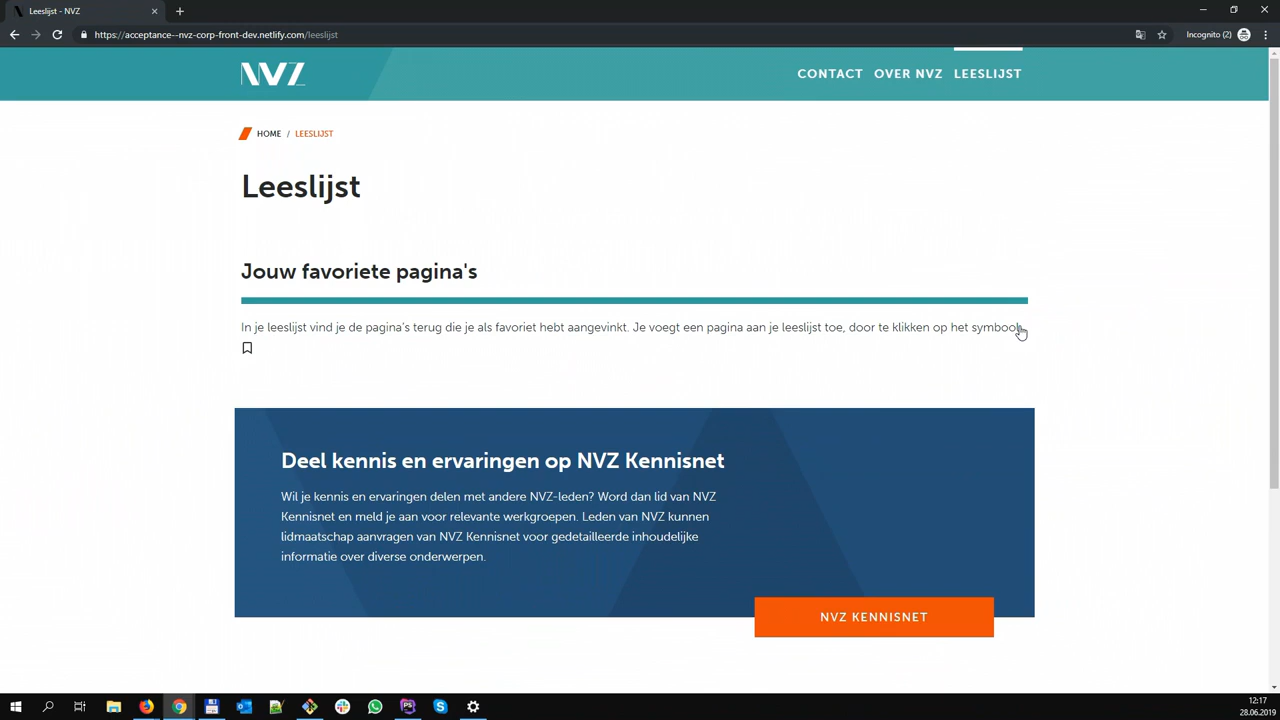 Leeslijst - NVZ
https://acceptance--nvz-corp-front-dev.netlify.com/leeslijst
Incognito (2)
NVZ
CONTACT OVER NVZ LEESLIJST
HOME / LEESLIJST
Leeslijst
Jouw favoriete pagina's
In je leeslijst vind je de pagina's terug die je als favoriet hebt aangevinkt. Je voegt een pagina aan je leeslijst toe, door te klikken op het symbool:
Deel kennis en ervaringen op NVZ Kennisnet
Wil je kennis en ervaringen delen met andere NVZ-leden? Word dan lid van NVZ
Kennisnet en meld je aan voor relevante werkgroepen. Leden van NVZ kunnen
lidmaatschap aanvragen van NVZ Kennisnet voor gedetailleerde inhoudelijke
informatie over diverse onderwerpen.
NVZ KENNISNET
12:17
28.06.2019